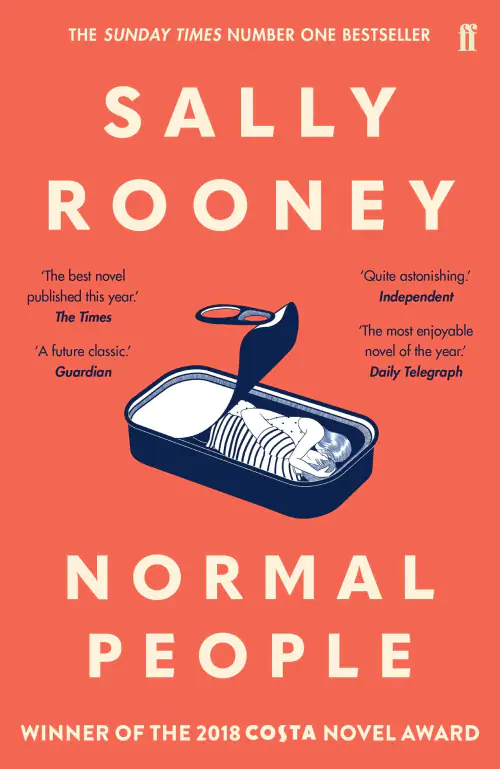 THE SUNDAY TIMES NUMBER ONE BESTSELLER
ff
SALLY
ROONEY
‘The best novel
published this year.’
The Times
‘A future classic.’
Guardian
‘Quite astonishing.’
Independent
‘The most enjoyable
novel of the year.’
Daily Telegraph
NORMAL
PEOPLE
WINNER OF THE 2018 COSTA NOVEL AWARD